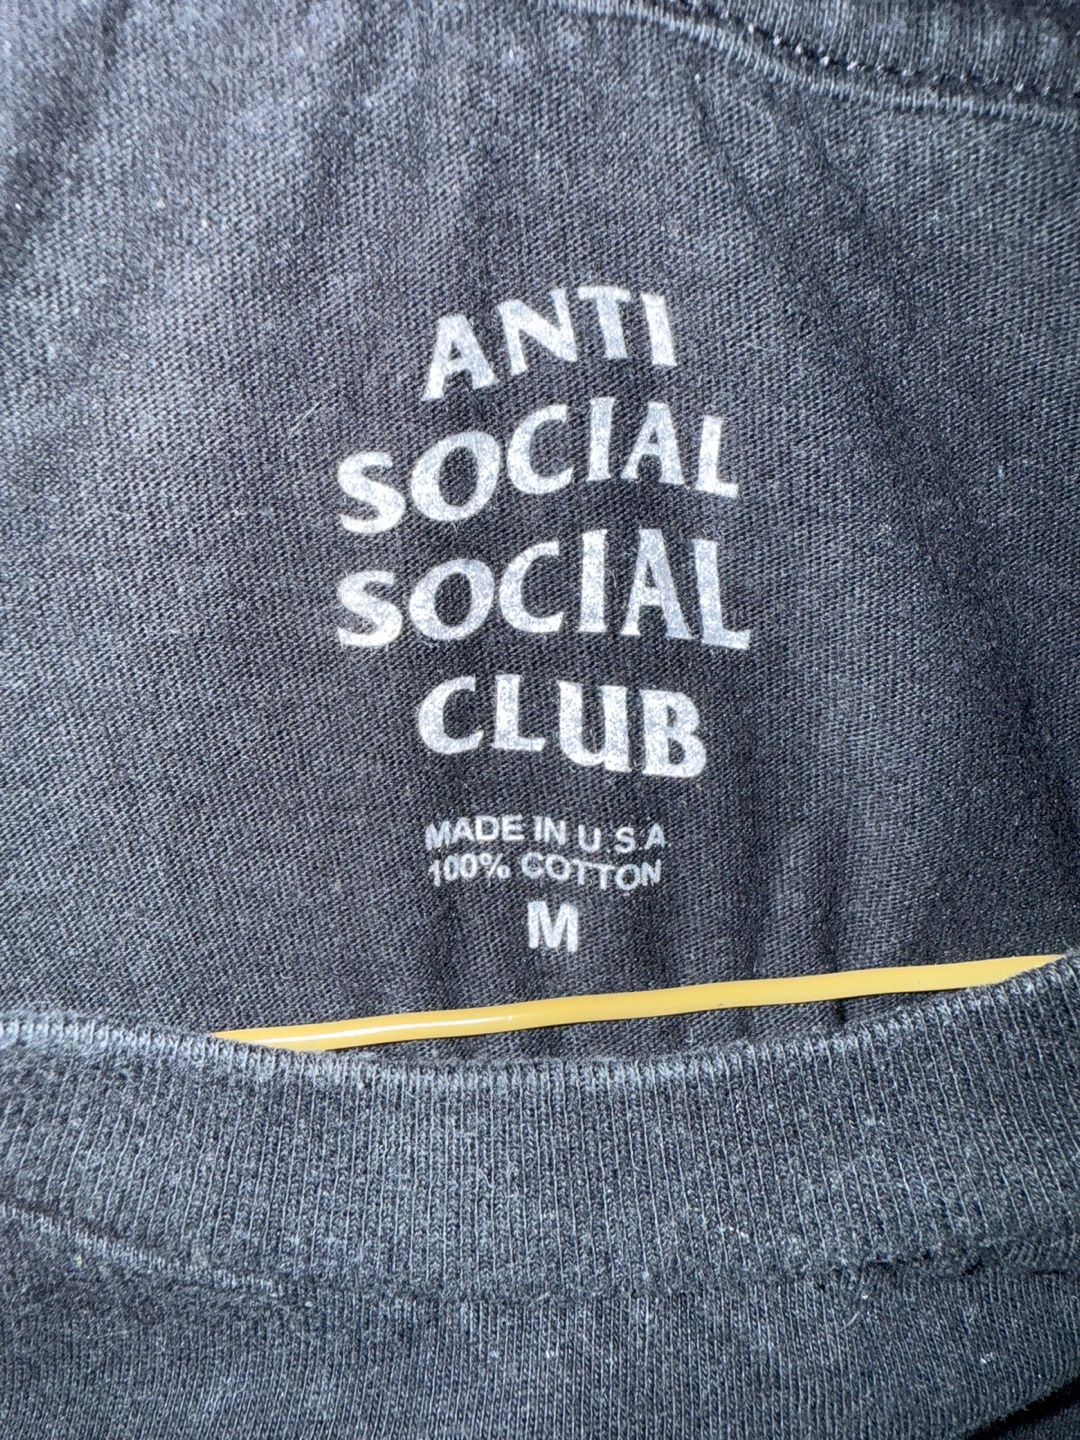 ANTI
SOCIAL
SOCIAL
CLUB
MADE IN U.S.A
100% COTTON
M